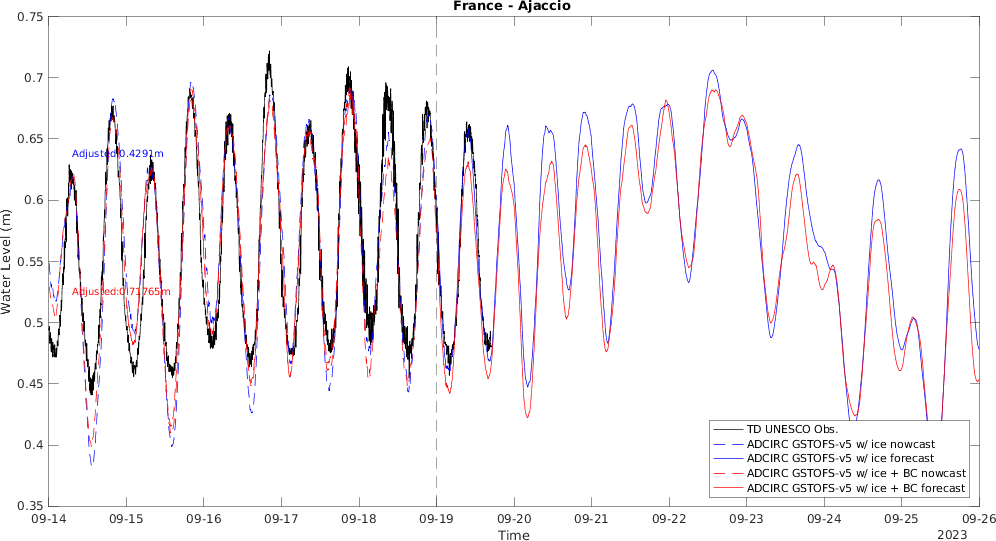 France - Ajaccio
Water Level (m)
0.75
0.7
0.65
0.6
0.55
0.5
0.45
0.4
0.35
Adjusted:0.4291m
Adjusted:0.71765m
TD UNESCO Obs.
ADCIRC GSTOFS-v5 w/ ice nowcast
ADCIRC GSTOFS-v5 w/ ice forecast
ADCIRC GSTOFS-v5 w/ ice + BC nowcast
ADCIRC GSTOFS-v5 w/ ice + BC forecast
09-14 09-15 09-16 09-17 09-18 09-19 09-20 09-21 09-22 09-23 09-24 09-25 09-26
Time
2023